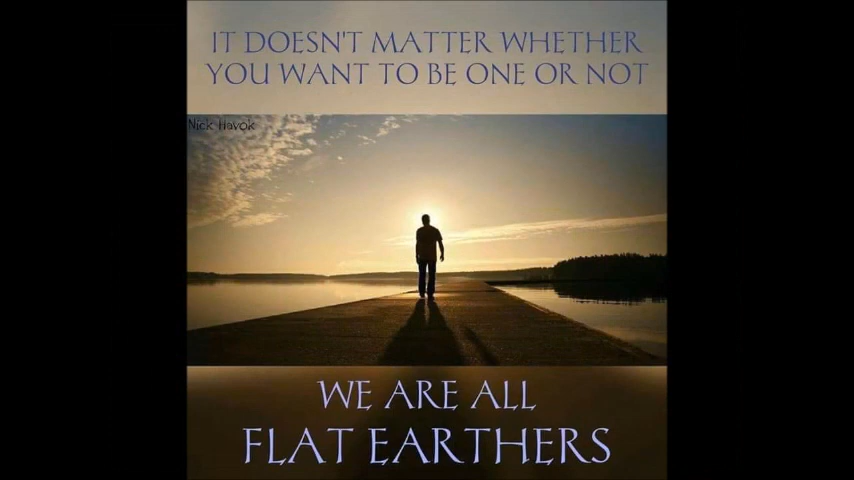 IT DOESN'T MATTER WHETHER
YOU WANT TO BE ONE OR NOT
Nick Havok
WE ARE ALL
FLAT EARTHERS